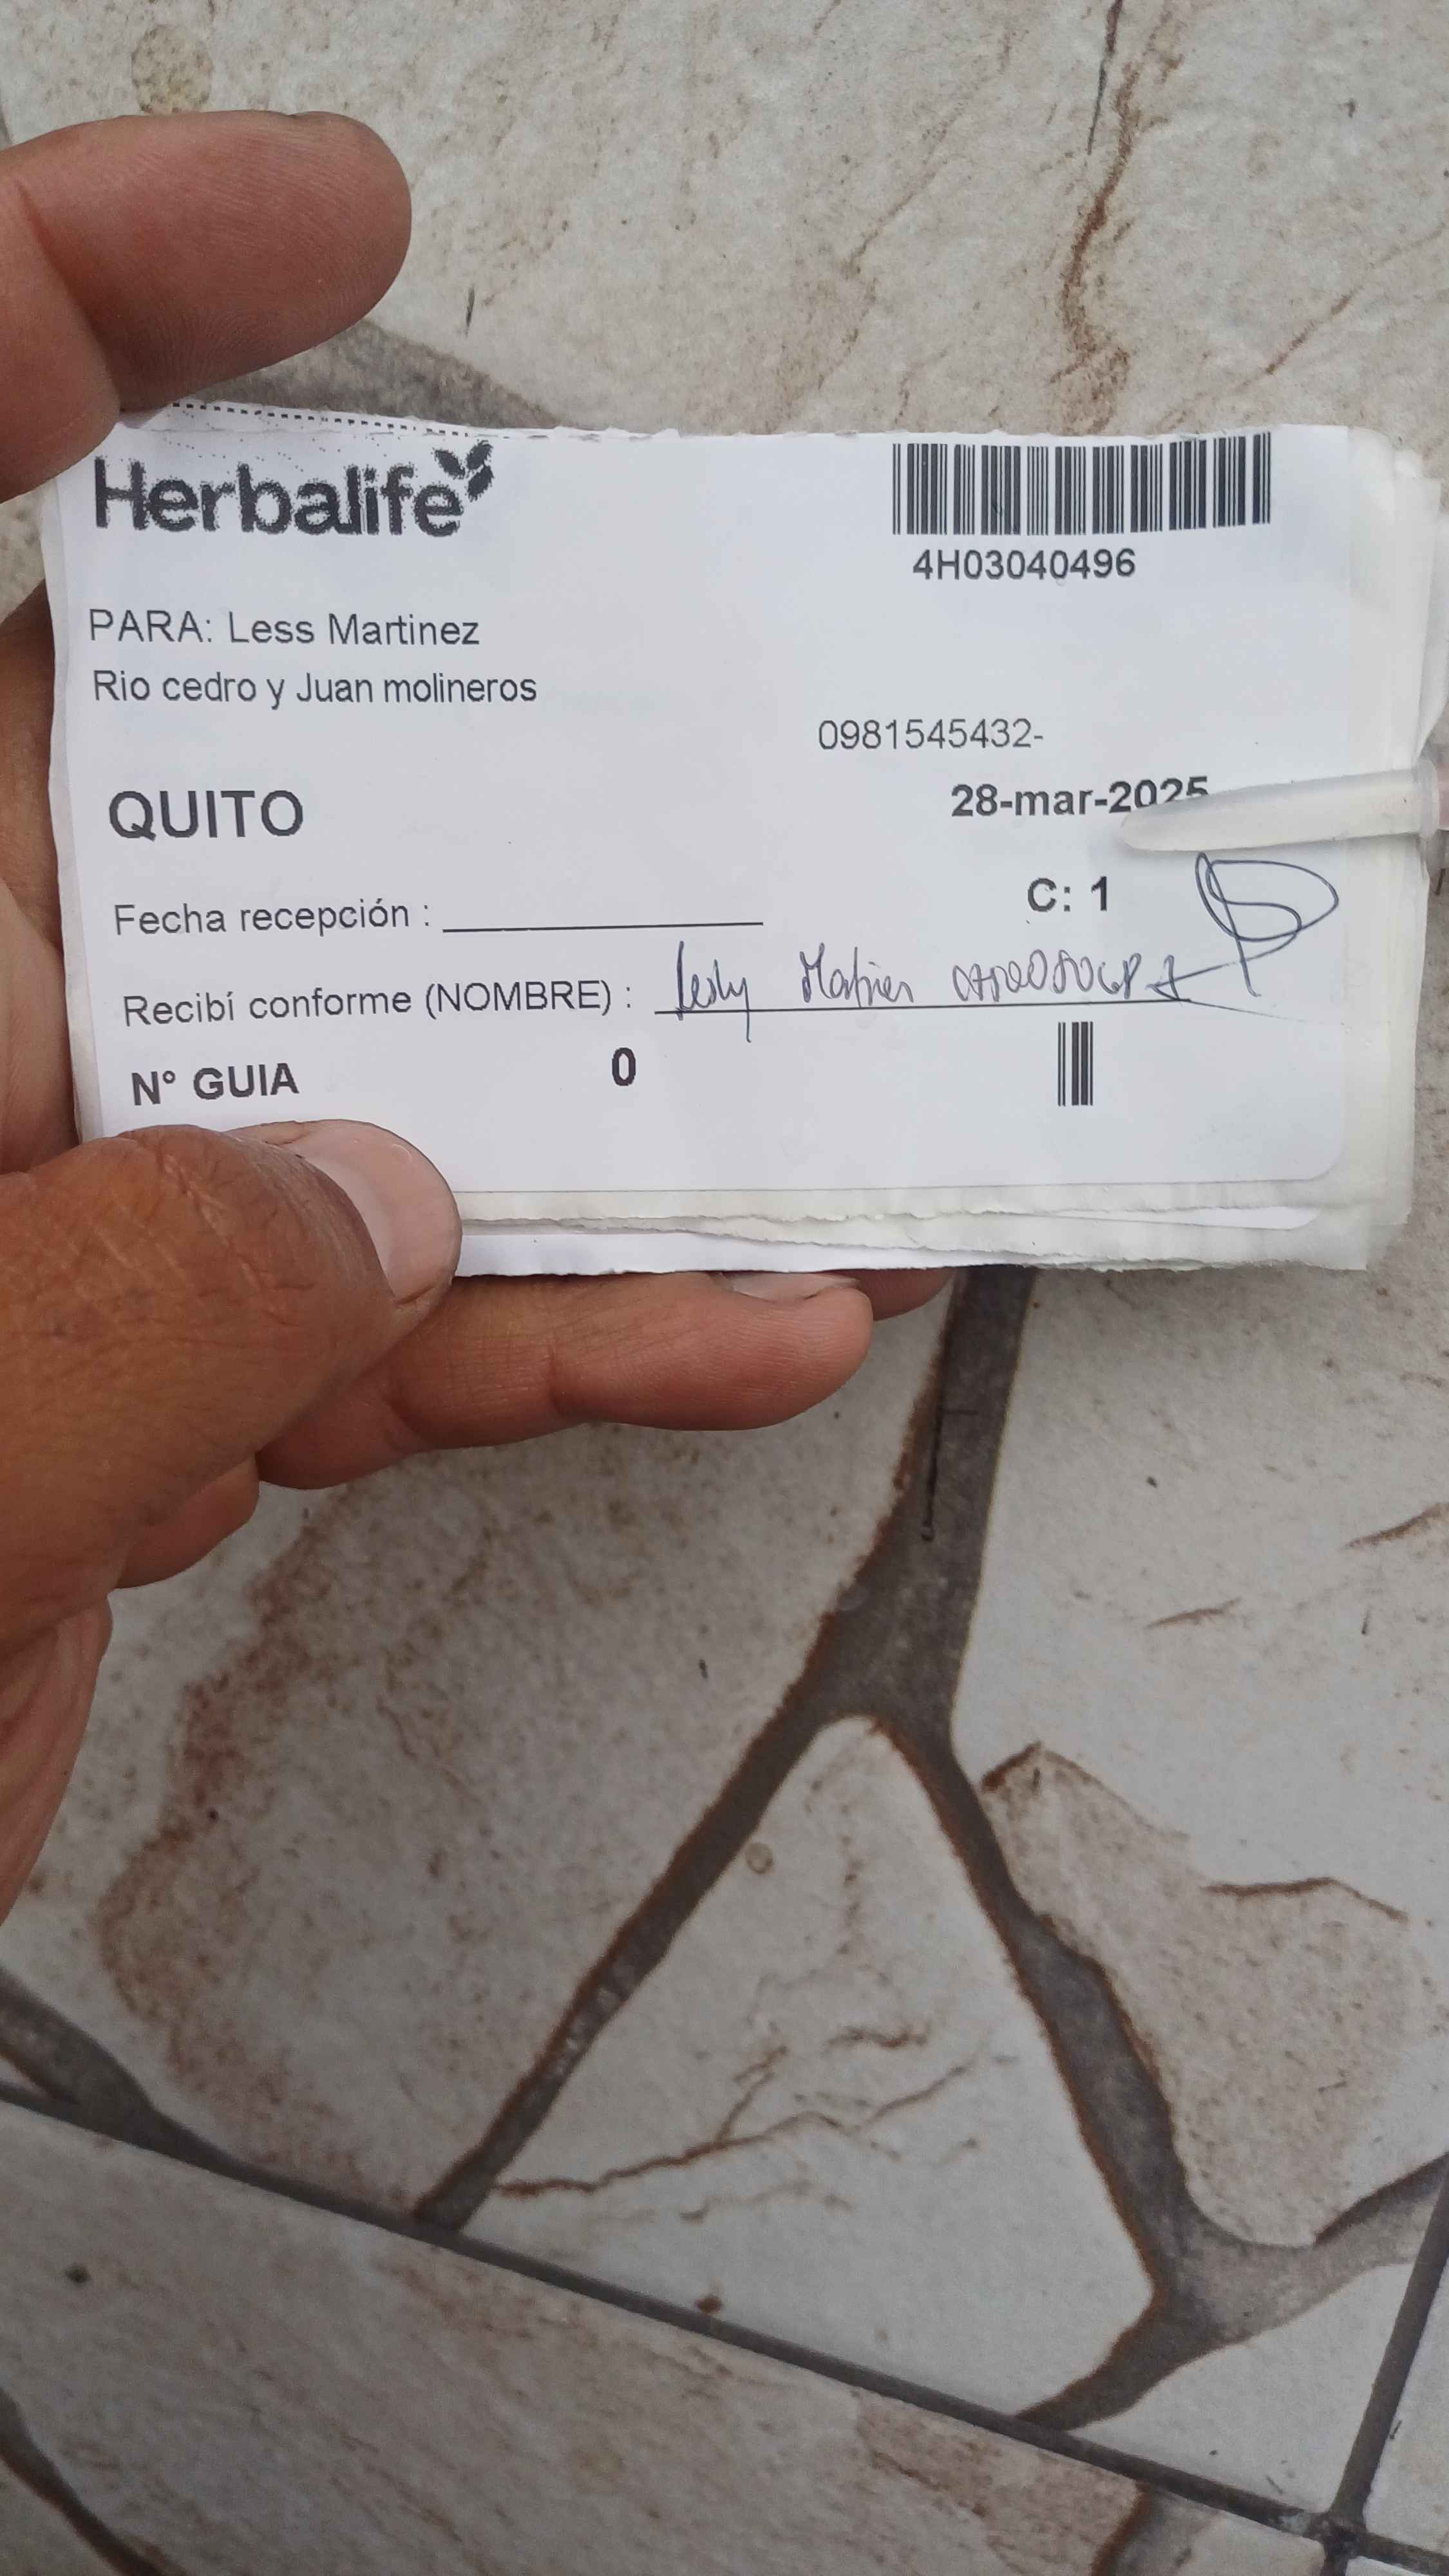 Herbalife
4H03040496
PARA: Less Martinez
Rio cedro y Juan molineros
0981545432-
QUITO
28-mar-2025
C: 1
Fecha recepción :
Recibí conforme (NOMBRE) : Lesly
N° GUIA 0